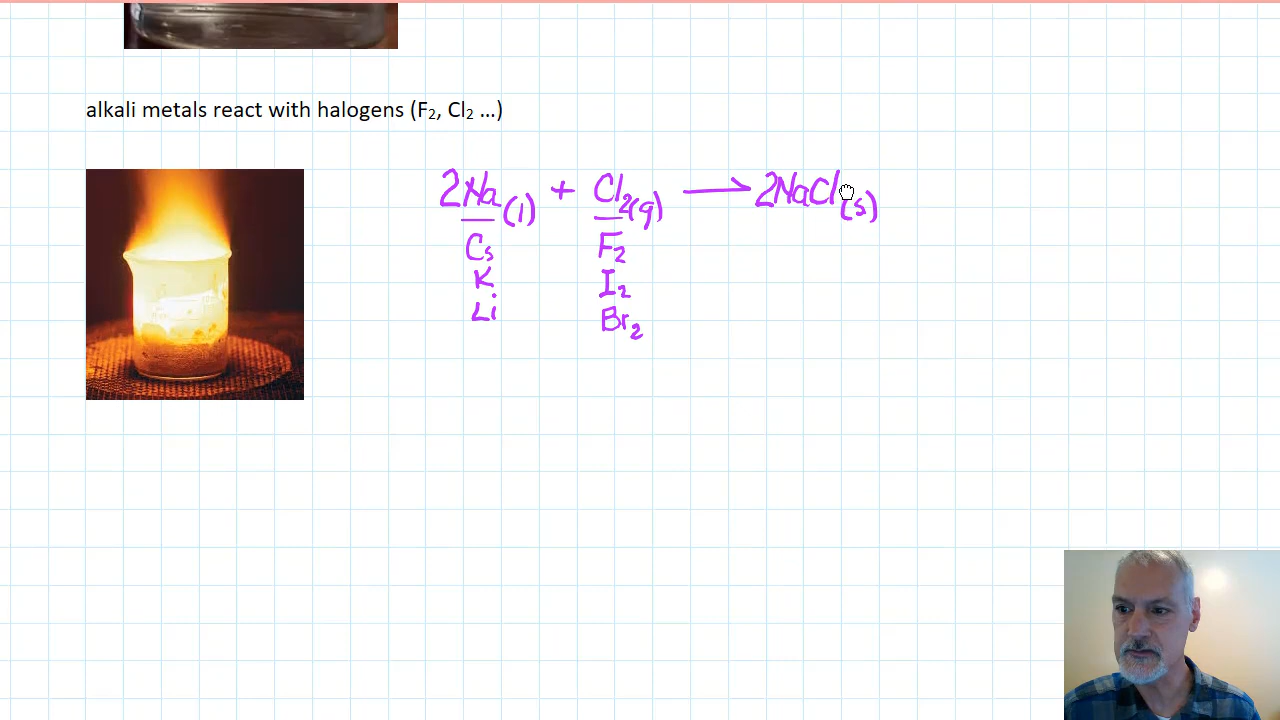 alkali metals react with halogens (F₂, Cl₂ ...)
2Na(l) + Cl₂(g) → 2NaCl(s)
Cs F₂
K I₂
Li Br₂